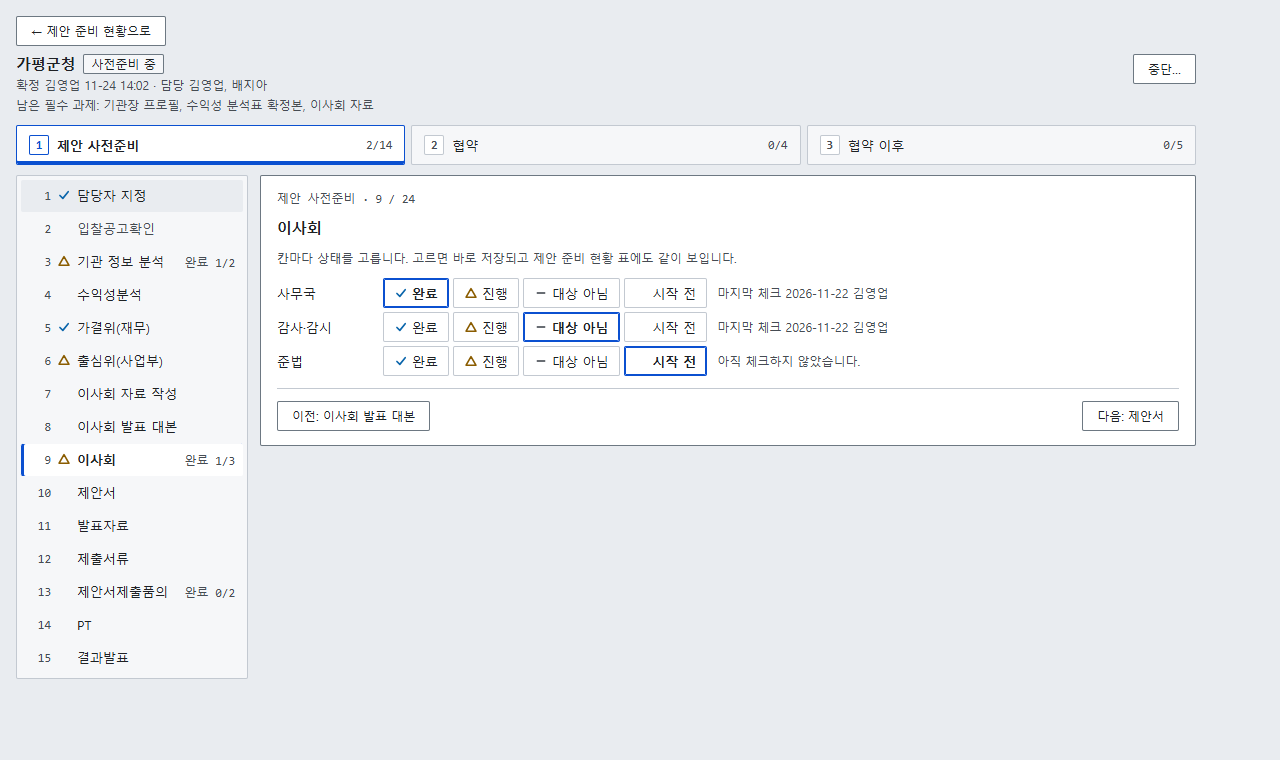 ← 제안 준비 현황으로
가평군청 사전준비 중
확정 김영업 11-24 14:02 · 담당 김영업, 배지아
중단...
남은 필수 과제: 기관장 프로필, 수익성 분석표 확정본, 이사회 자료
1 제안 사전준비 2/14
2 협약 0/4
3 협약 이후 0/5
1 담당자 지정
2 입찰공고확인
3 기관 정보 분석 완료 1/2
4 수익성분석
5 가결위(재무)
6 출심위(사업부)
7 이사회 자료 작성
8 이사회 발표 대본
9 이사회 완료 1/3
10 제안서
11 발표자료
12 제출서류
13 제안서제출품의 완료 0/2
14 PT
15 결과발표
제안 사전준비 · 9 / 24
이사회
칸마다 상태를 고릅니다. 고르면 바로 저장되고 제안 준비 현황 표에도 같이 보입니다.
사무국 완료 진행 대상 아님 시작 전 마지막 체크 2026-11-22 김영업
감사·감시 완료 진행 대상 아님 시작 전 마지막 체크 2026-11-22 김영업
준법 완료 진행 대상 아님 시작 전 아직 체크하지 않았습니다.
이전: 이사회 발표 대본
다음: 제안서